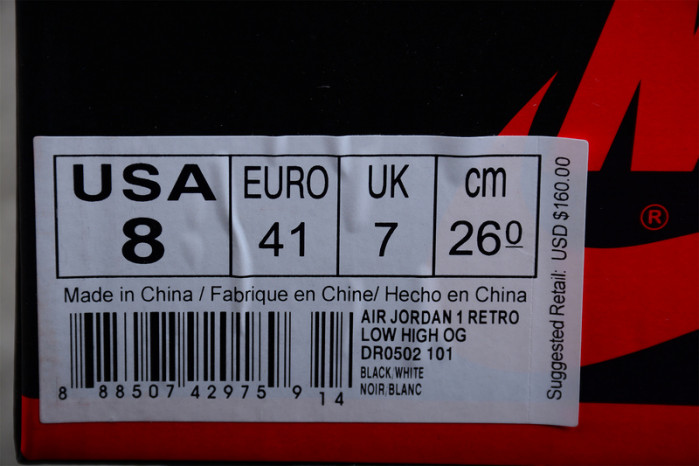 USA EURO UK cm
8 41 7 26⁰
Made in China / Fabrique en Chine/ Hecho en China
AIR JORDAN 1 RETRO
LOW HIGH OG
DR0502 101
BLACK/WHITE
NOIR/BLANC
8 88507 42975 9 14
Suggested Retail: USD $160.00
®